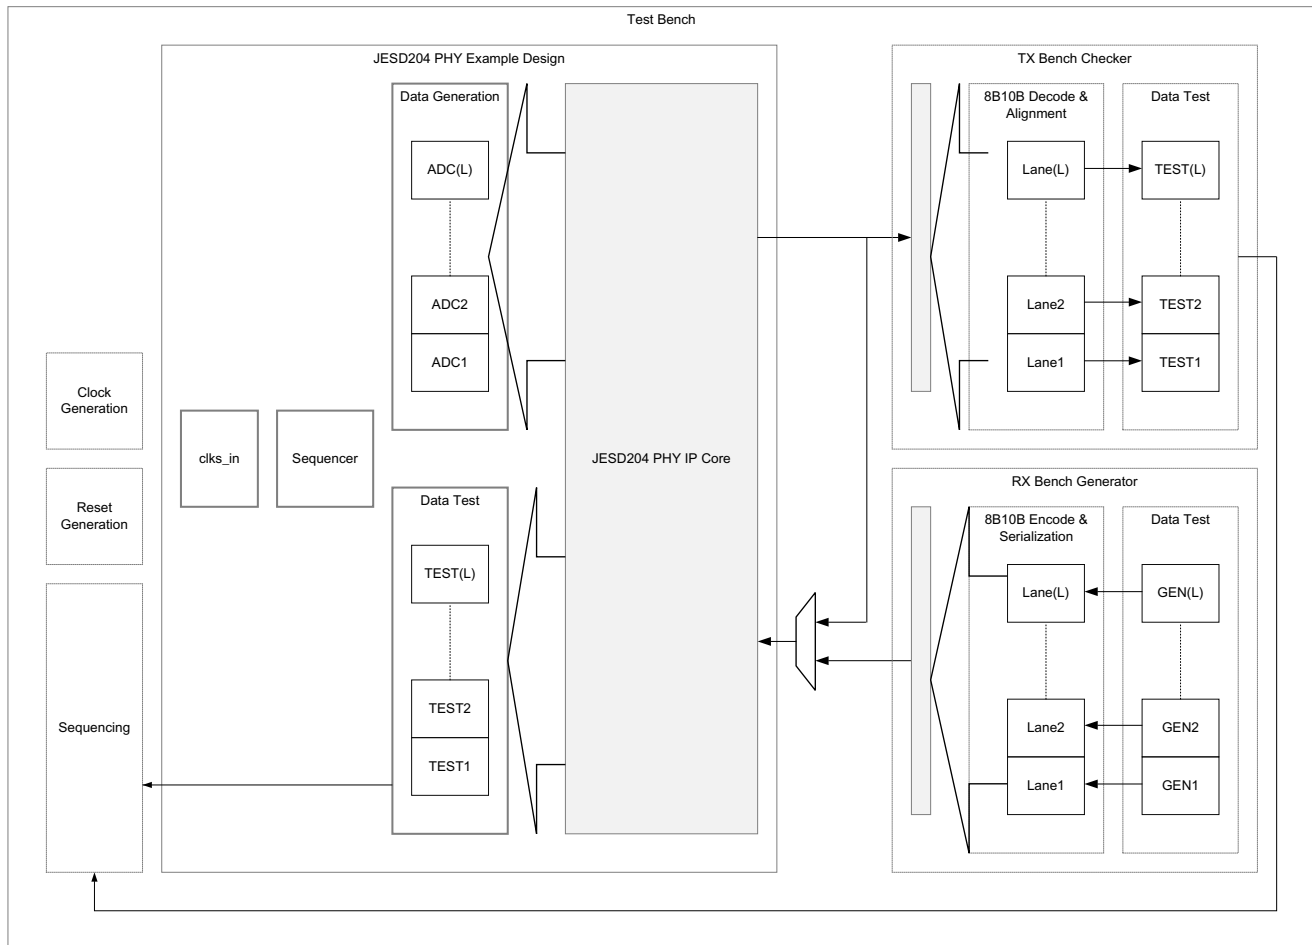 Test Bench
JESD204 PHY Example Design
Data Generation
ADC(L)
ADC2
ADC1
Clock
Generation
Reset
Generation
Sequencing
clks_in
Sequencer
Data Test
TEST(L)
TEST2
TEST1
JESD204 PHY IP Core
TX Bench Checker
8B10B Decode &
Alignment
Lane(L)
Lane2
Lane1
Data Test
TEST(L)
TEST2
TEST1
RX Bench Generator
8B10B Encode &
Serialization
Lane(L)
Lane2
Lane1
Data Test
GEN(L)
GEN2
GEN1